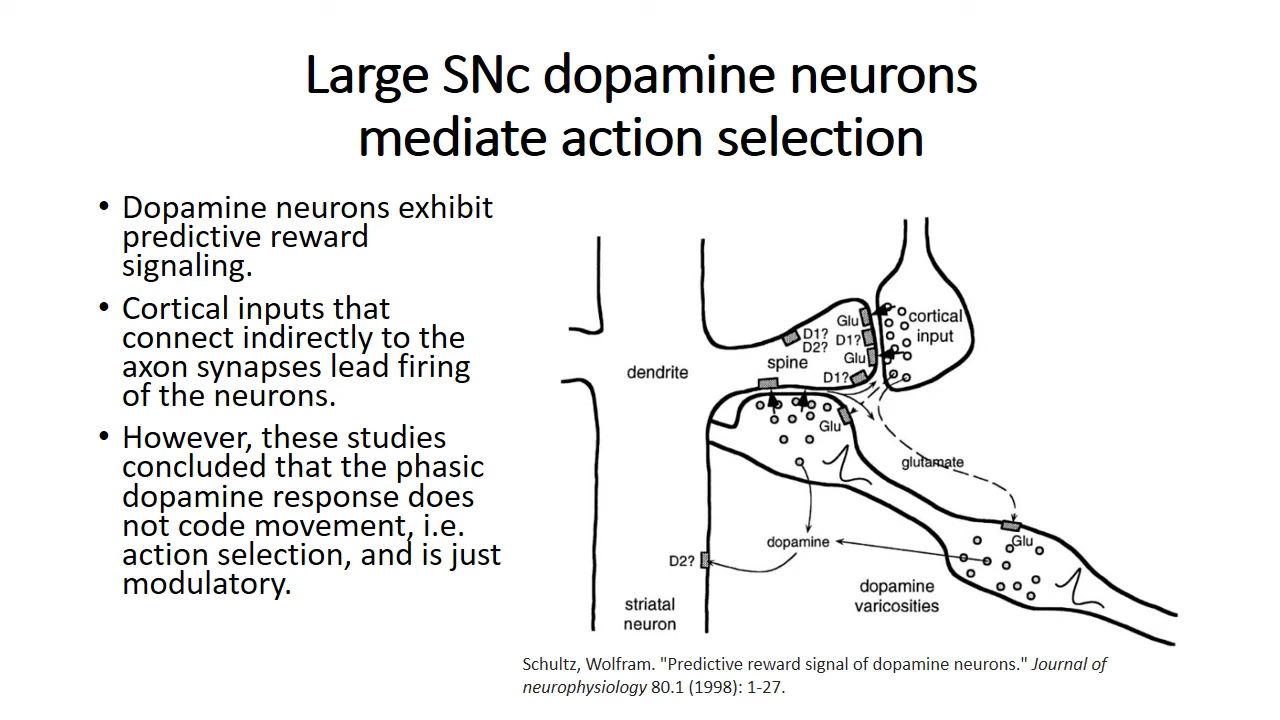 Large SNc dopamine neurons
mediate action selection
• Dopamine neurons exhibit
predictive reward
signaling.
• Cortical inputs that
connect indirectly to the
axon synapses lead firing
of the neurons.
• However, these studies
concluded that the phasic
dopamine response does
not code movement, i.e.
action selection, and is just
modulatory.
Glu
cortical
input
D1?
D2?
D1?
Glu
spine
dendrite
D1?
Glu
glutamate
Glu
dopamine
D2?
dopamine
varicosities
striatal
neuron
Schultz, Wolfram. "Predictive reward signal of dopamine neurons." Journal of
neurophysiology 80.1 (1998): 1-27.